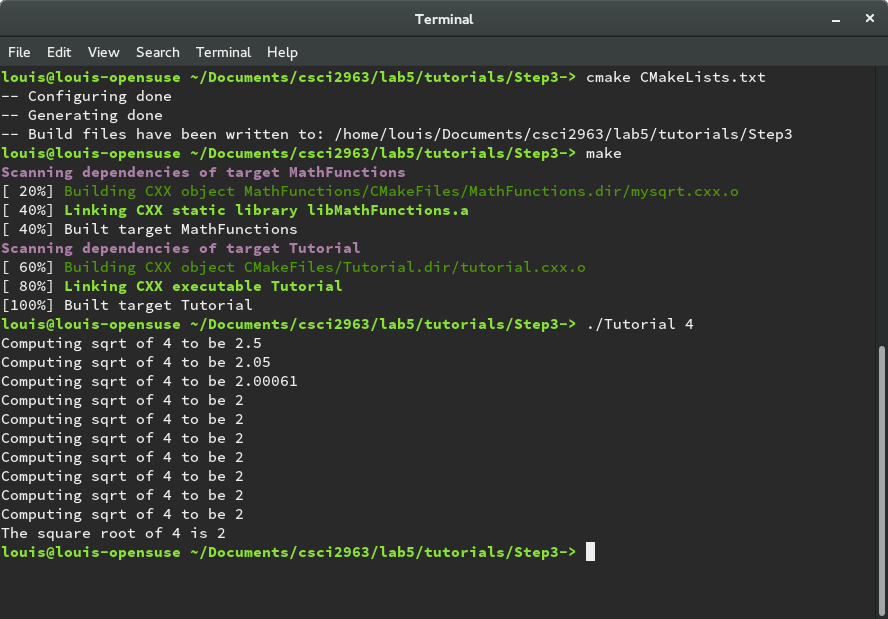 Terminal
File Edit View Search Terminal Help
louis@louis-opensuse ~/Documents/csci2963/lab5/tutorials/Step3-> cmake CMakeLists.txt
-- Configuring done
-- Generating done
-- Build files have been written to: /home/louis/Documents/csci2963/lab5/tutorials/Step3
louis@louis-opensuse ~/Documents/csci2963/lab5/tutorials/Step3-> make
Scanning dependencies of target MathFunctions
[ 20%] Building CXX object MathFunctions/CMakeFiles/MathFunctions.dir/mysqrt.cxx.o
[ 40%] Linking CXX static library libMathFunctions.a
[ 40%] Built target MathFunctions
Scanning dependencies of target Tutorial
[ 60%] Building CXX object CMakeFiles/Tutorial.dir/tutorial.cxx.o
[ 80%] Linking CXX executable Tutorial
[100%] Built target Tutorial
louis@louis-opensuse ~/Documents/csci2963/lab5/tutorials/Step3-> ./Tutorial 4
Computing sqrt of 4 to be 2.5
Computing sqrt of 4 to be 2.05
Computing sqrt of 4 to be 2.00061
Computing sqrt of 4 to be 2
Computing sqrt of 4 to be 2
Computing sqrt of 4 to be 2
Computing sqrt of 4 to be 2
Computing sqrt of 4 to be 2
Computing sqrt of 4 to be 2
Computing sqrt of 4 to be 2
The square root of 4 is 2
louis@louis-opensuse ~/Documents/csci2963/lab5/tutorials/Step3->